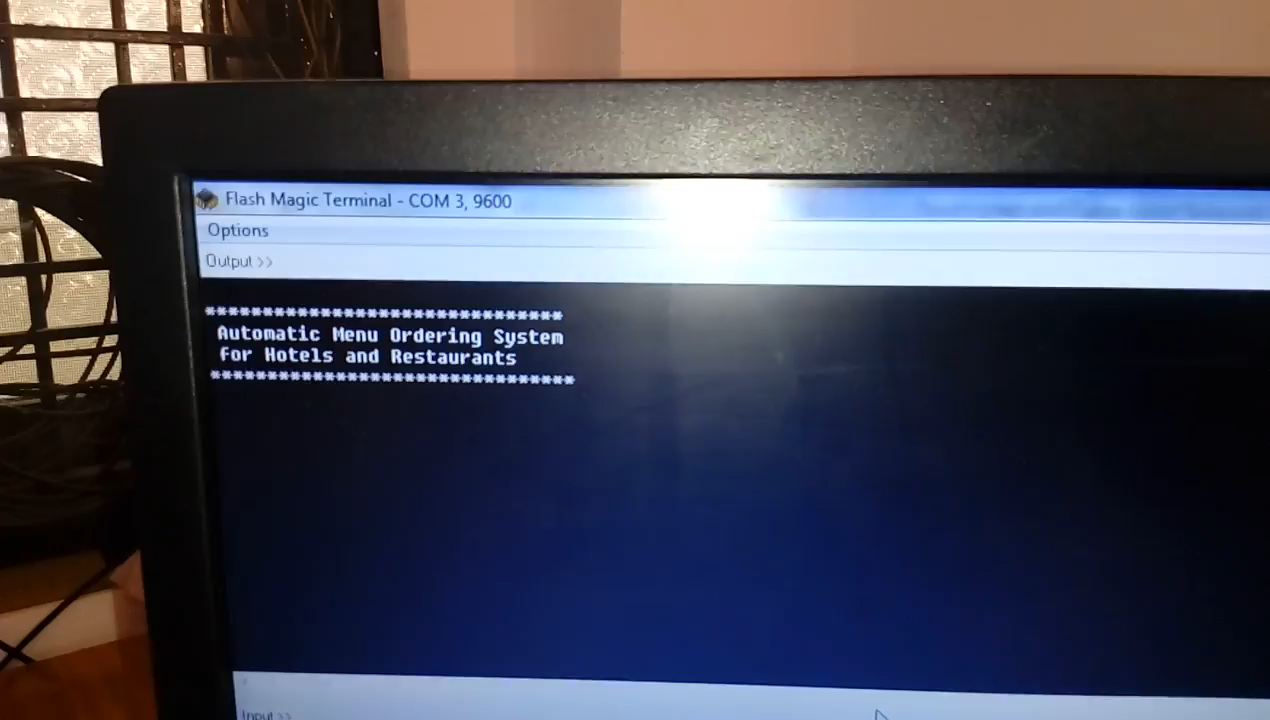 Flash Magic Terminal - COM 3, 9600
Options
Output >>
*******************************
Automatic Menu Ordering System
for Hotels and Restaurants
********************************
Input >>